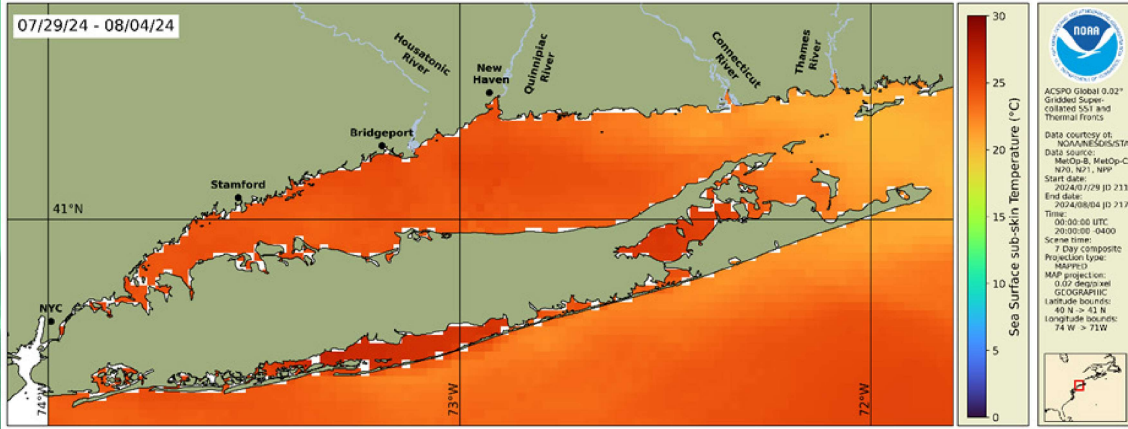 07/29/24 - 08/04/24
Housatonic
River
New
Haven
Quinnipiac
River
Connecticut
River
Thames
River
Bridgeport
Stamford
41°N
NYC
74°W
73°W
72°W
30
25
20
15
10
5
0
Sea Surface sub-skin Temperature (°C)
NOAA
ACSPO Global 0.02°
Gridded Super-
collated SST and
Thermal Fronts
Data courtesy of:
NOAA/NESDIS/STA
Data source:
MetOp-B, MetOp-C
N20, N21, NPP
Start date:
2024/07/29 JD 211
End date:
2024/08/04 JD 217
Time:
00:00:00 UTC
20:00:00 -0400
Scene time:
7 Day composite
Projection type:
MAPPED
MAP projection:
0.02 deg/pixel
GEOGRAPHIC
Latitude bounds:
40 N -> 41 N
Longitude bounds:
74 W -> 71W